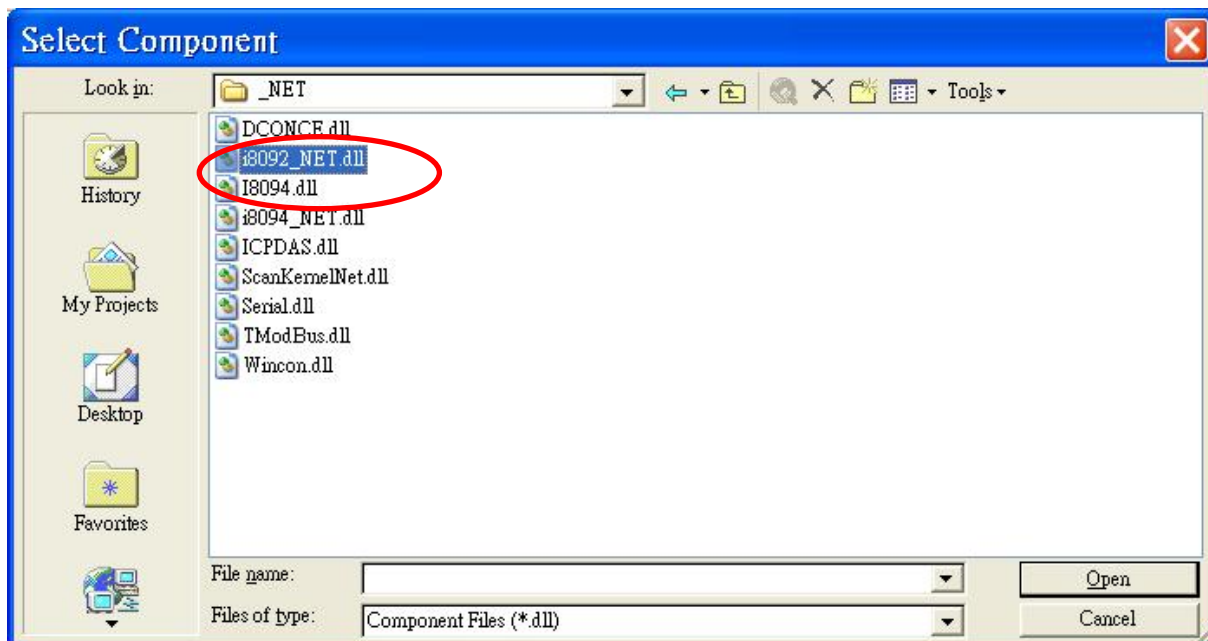 Select Component
Look in:
_NET
Tools
DCONCE.dll
i8092_NET.dll
I8094.dll
i8094_NET.dll
ICPDAS.dll
ScanKernelNet.dll
Serial.dll
TModBus.dll
Wincon.dll
History
My Projects
Desktop
Favorites
File name:
Open
Files of type:
Component Files (*.dll)
Cancel